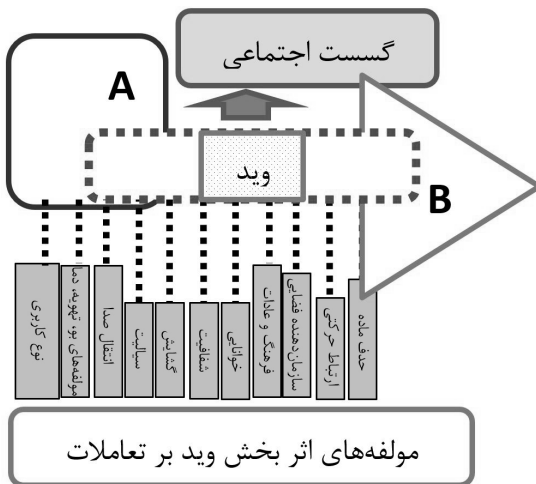 گسست اجتماعی
A
وید
B
نوع کاربری
مولفه‌های بو، تهویه، دما
انتقال صدا
سیالیت
گشایش
شفافیت
خوانایی
فرهنگ و عادات
سازمان‌دهنده فضایی
ارتباط حرکتی
حذف ماده
مولفه‌های اثر بخش وید بر تعاملات